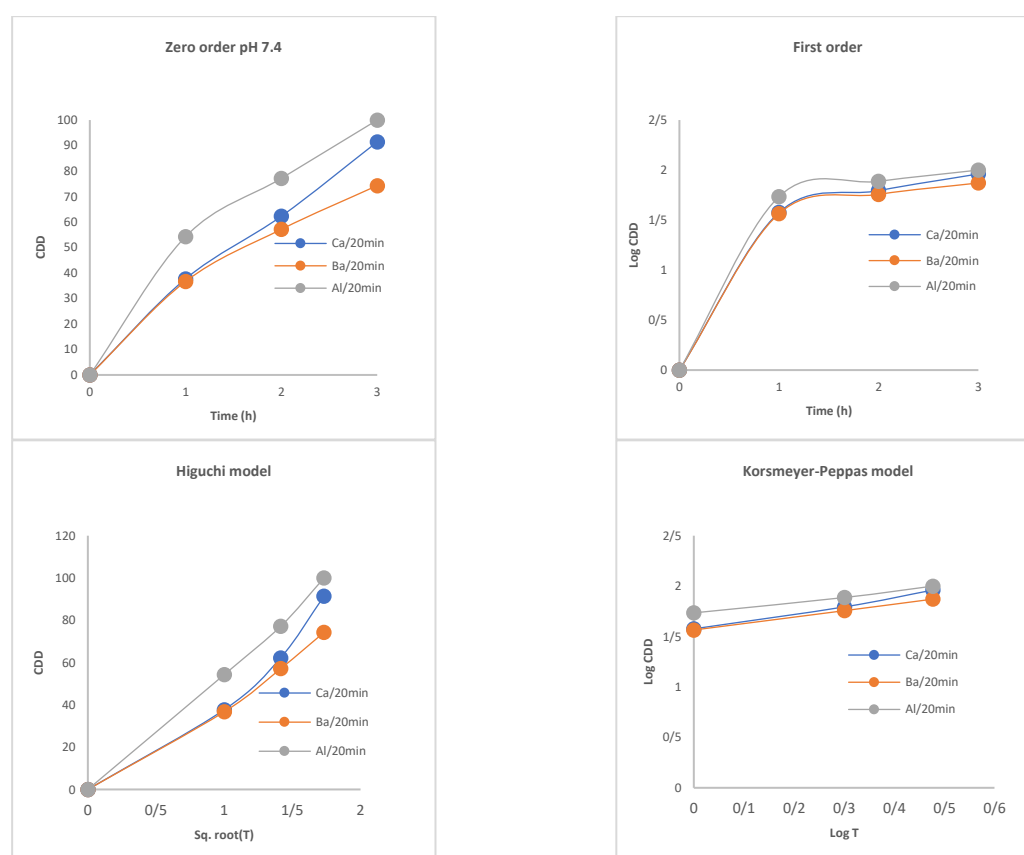 Zero order pH 7.4
100
90
80
70
60
50
40
30
20
10
0
CDD
0 1 2 3
Time (h)
Ca/20min
Ba/20min
Al/20min
First order
2/5
2
1/5
1
0/5
0
Log CDD
0 1 2 3
Time (h)
Ca/20min
Ba/20min
Al/20min
Higuchi model
120
100
80
60
40
20
0
CDD
0 0/5 1 1/5 2
Sq. root(T)
Ca/20min
Ba/20min
Al/20min
Korsmeyer-Peppas model
2/5
2
1/5
1
0/5
0
Log CDD
0 0/1 0/2 0/3 0/4 0/5 0/6
Log T
Ca/20min
Ba/20min
Al/20min